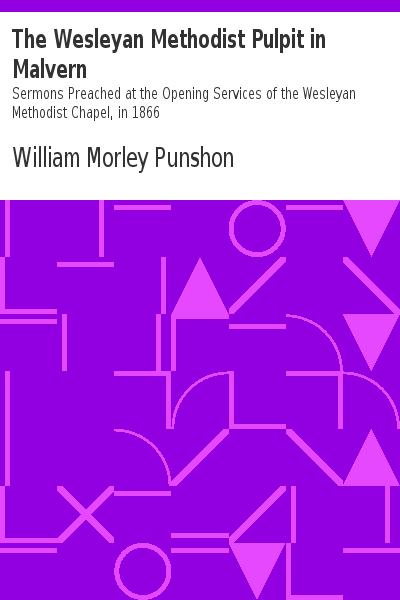 The Wesleyan Methodist Pulpit in
Malvern
Sermons Preached at the Opening Services of the Wesleyan
Methodist Chapel, in 1866
William Morley Punshon